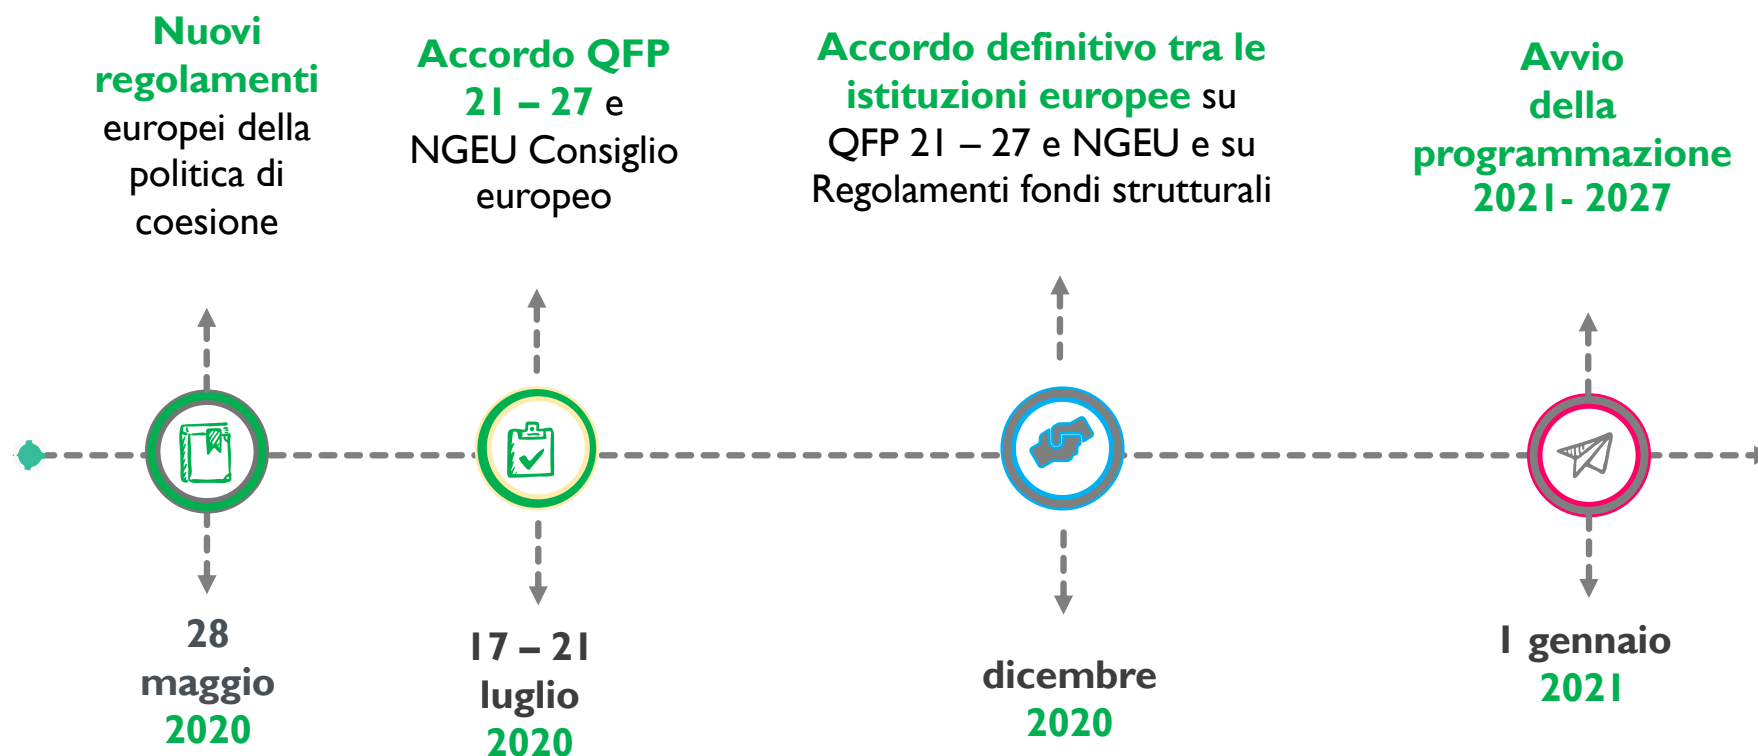 Nuovi
regolamenti
europei della
politica di
coesione
Accordo QFP
21 – 27 e
NGEU Consiglio
europeo
Accordo definitivo tra le
istituzioni europee su
QFP 21 – 27 e NGEU e su
Regolamenti fondi strutturali
Avvio
della
programmazione
2021- 2027
28
maggio
2020
17 – 21
luglio
2020
dicembre
2020
1 gennaio
2021